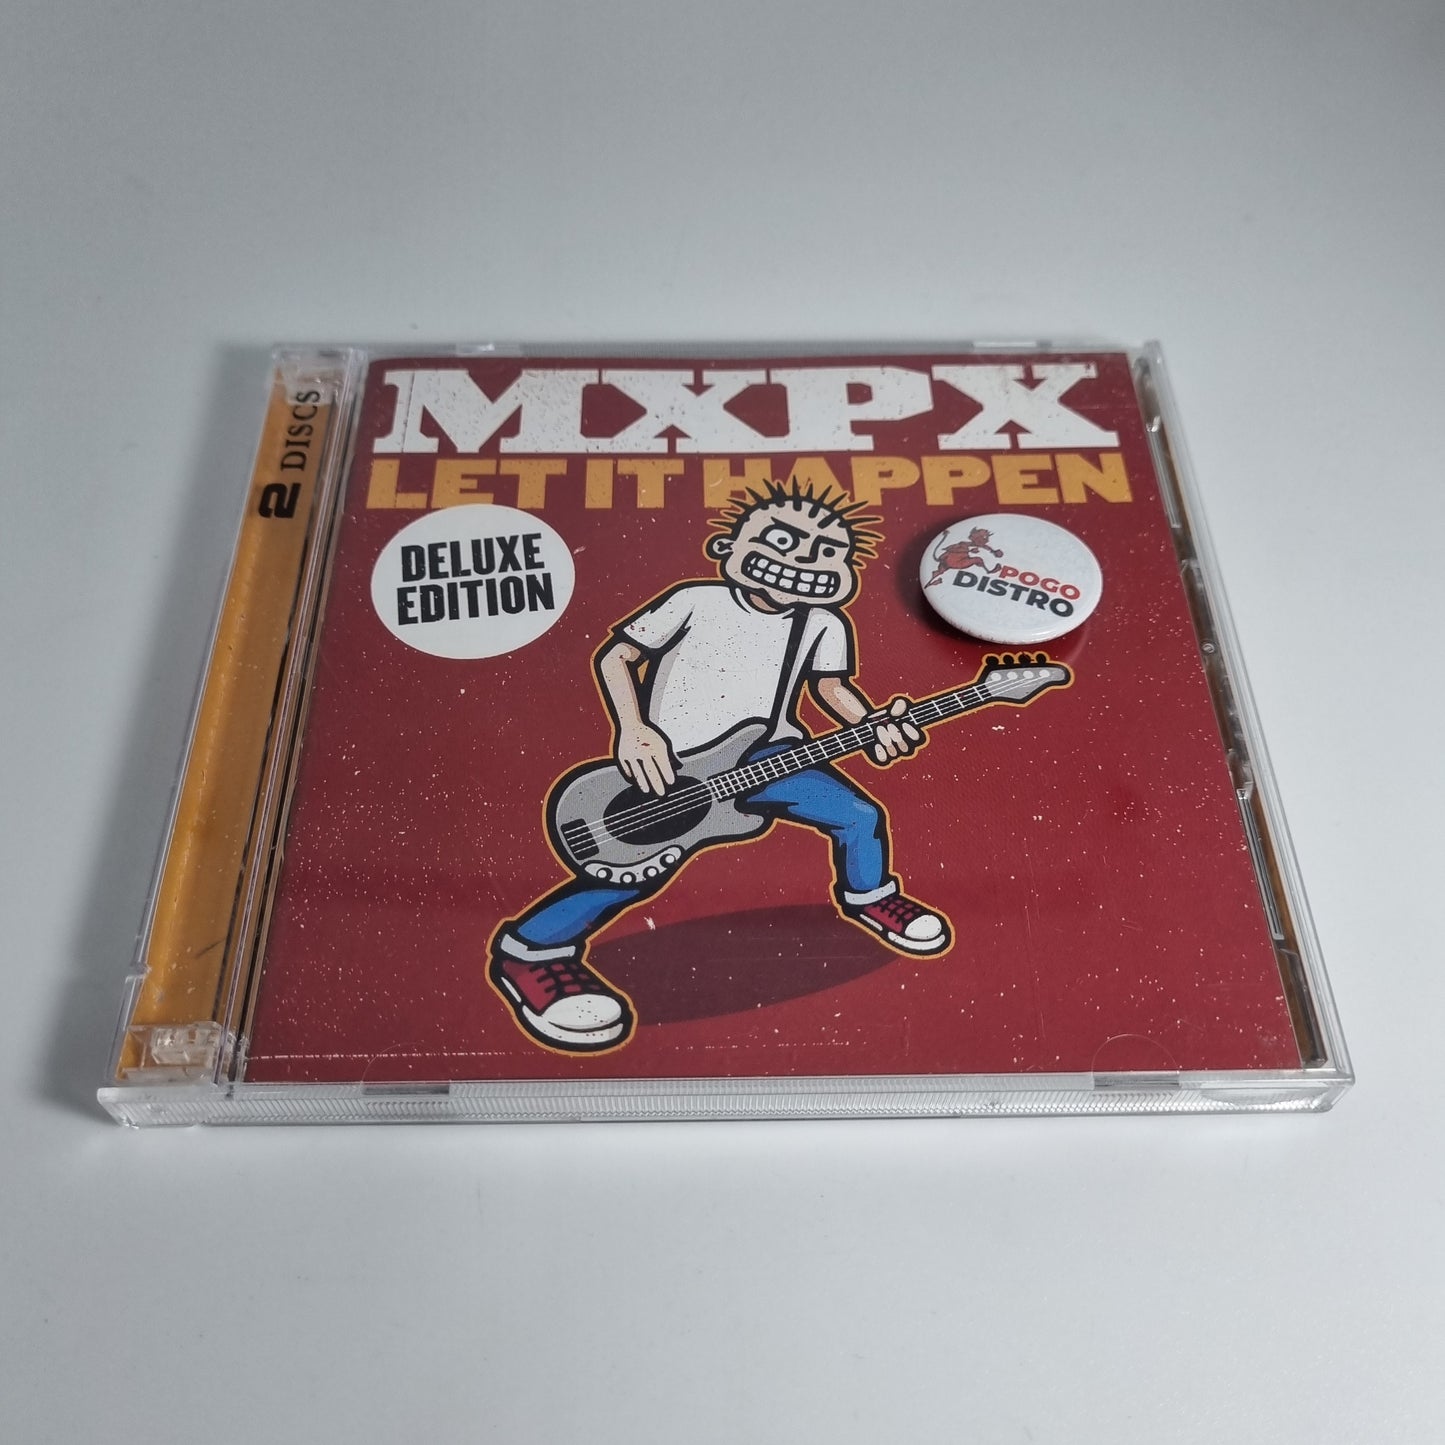 2 DISCS
MXPX
LET IT HAPPEN
DELUXE
EDITION
POGO
DISTRO